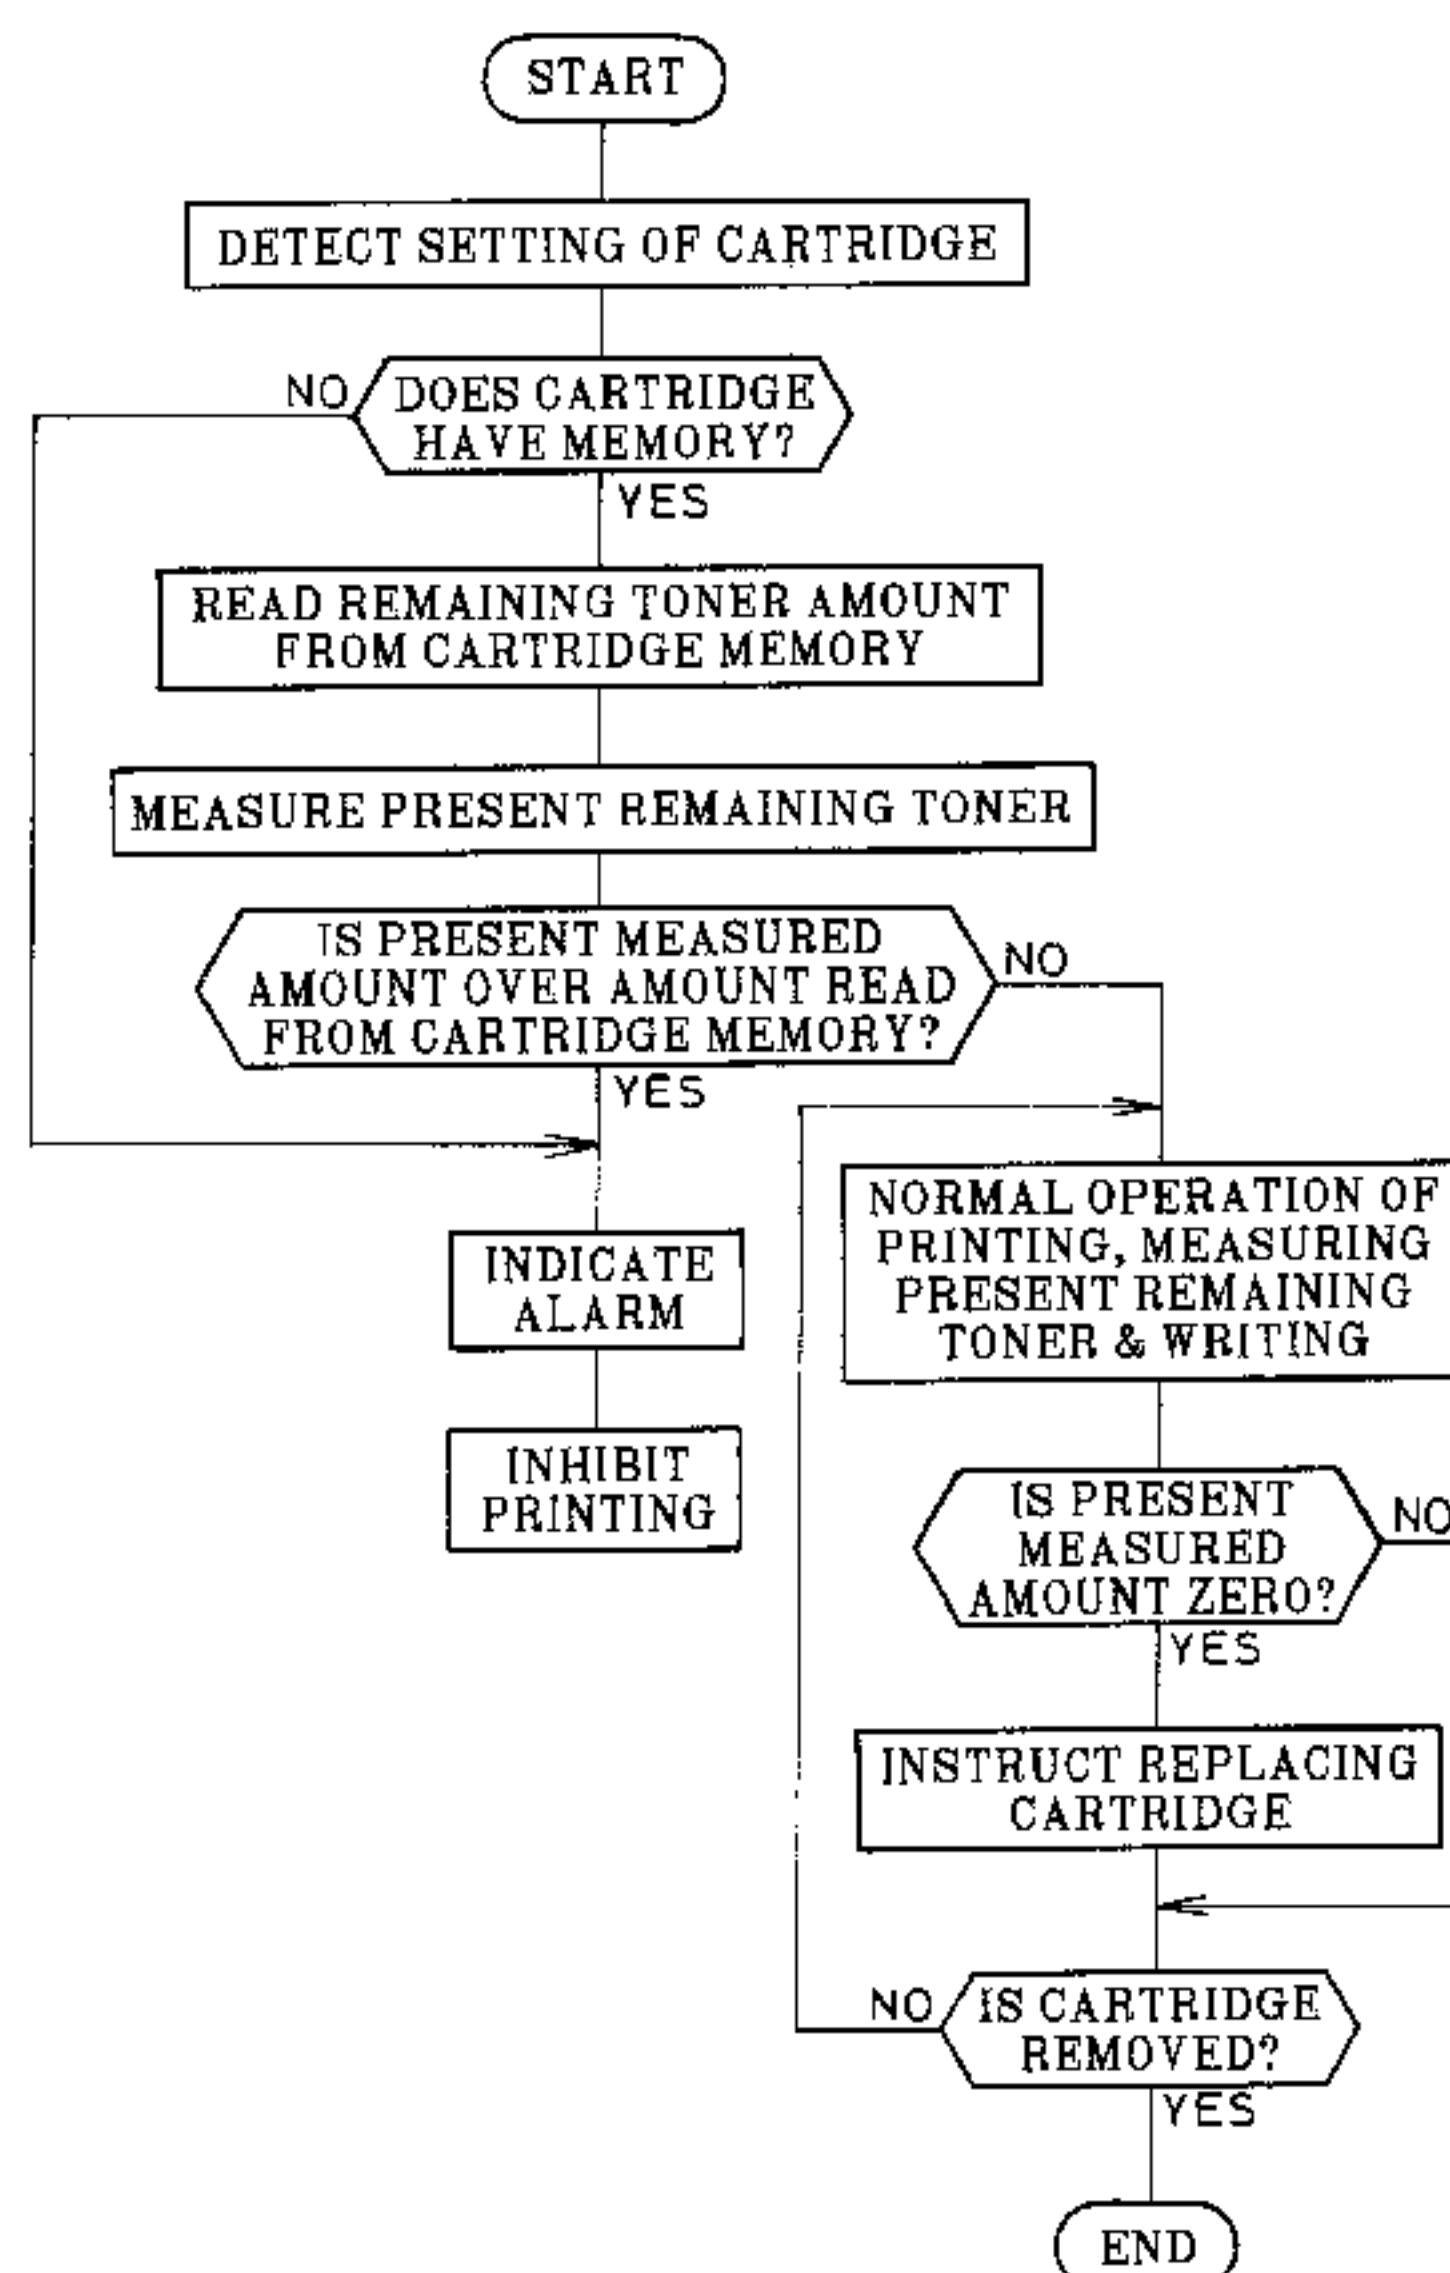 START
DETECT SETTING OF CARTRIDGE
NO
DOES CARTRIDGE
HAVE MEMORY?
YES
READ REMAINING TONER AMOUNT
FROM CARTRIDGE MEMORY
MEASURE PRESENT REMAINING TONER
IS PRESENT MEASURED
AMOUNT OVER AMOUNT READ
FROM CARTRIDGE MEMORY?
NO
YES
INDICATE
ALARM
INHIBIT
PRINTING
NORMAL OPERATION OF
PRINTING, MEASURING
PRESENT REMAINING
TONER & WRITING
IS PRESENT
MEASURED
AMOUNT ZERO?
NO
YES
INSTRUCT REPLACING
CARTRIDGE
NO
IS CARTRIDGE
REMOVED?
YES
END